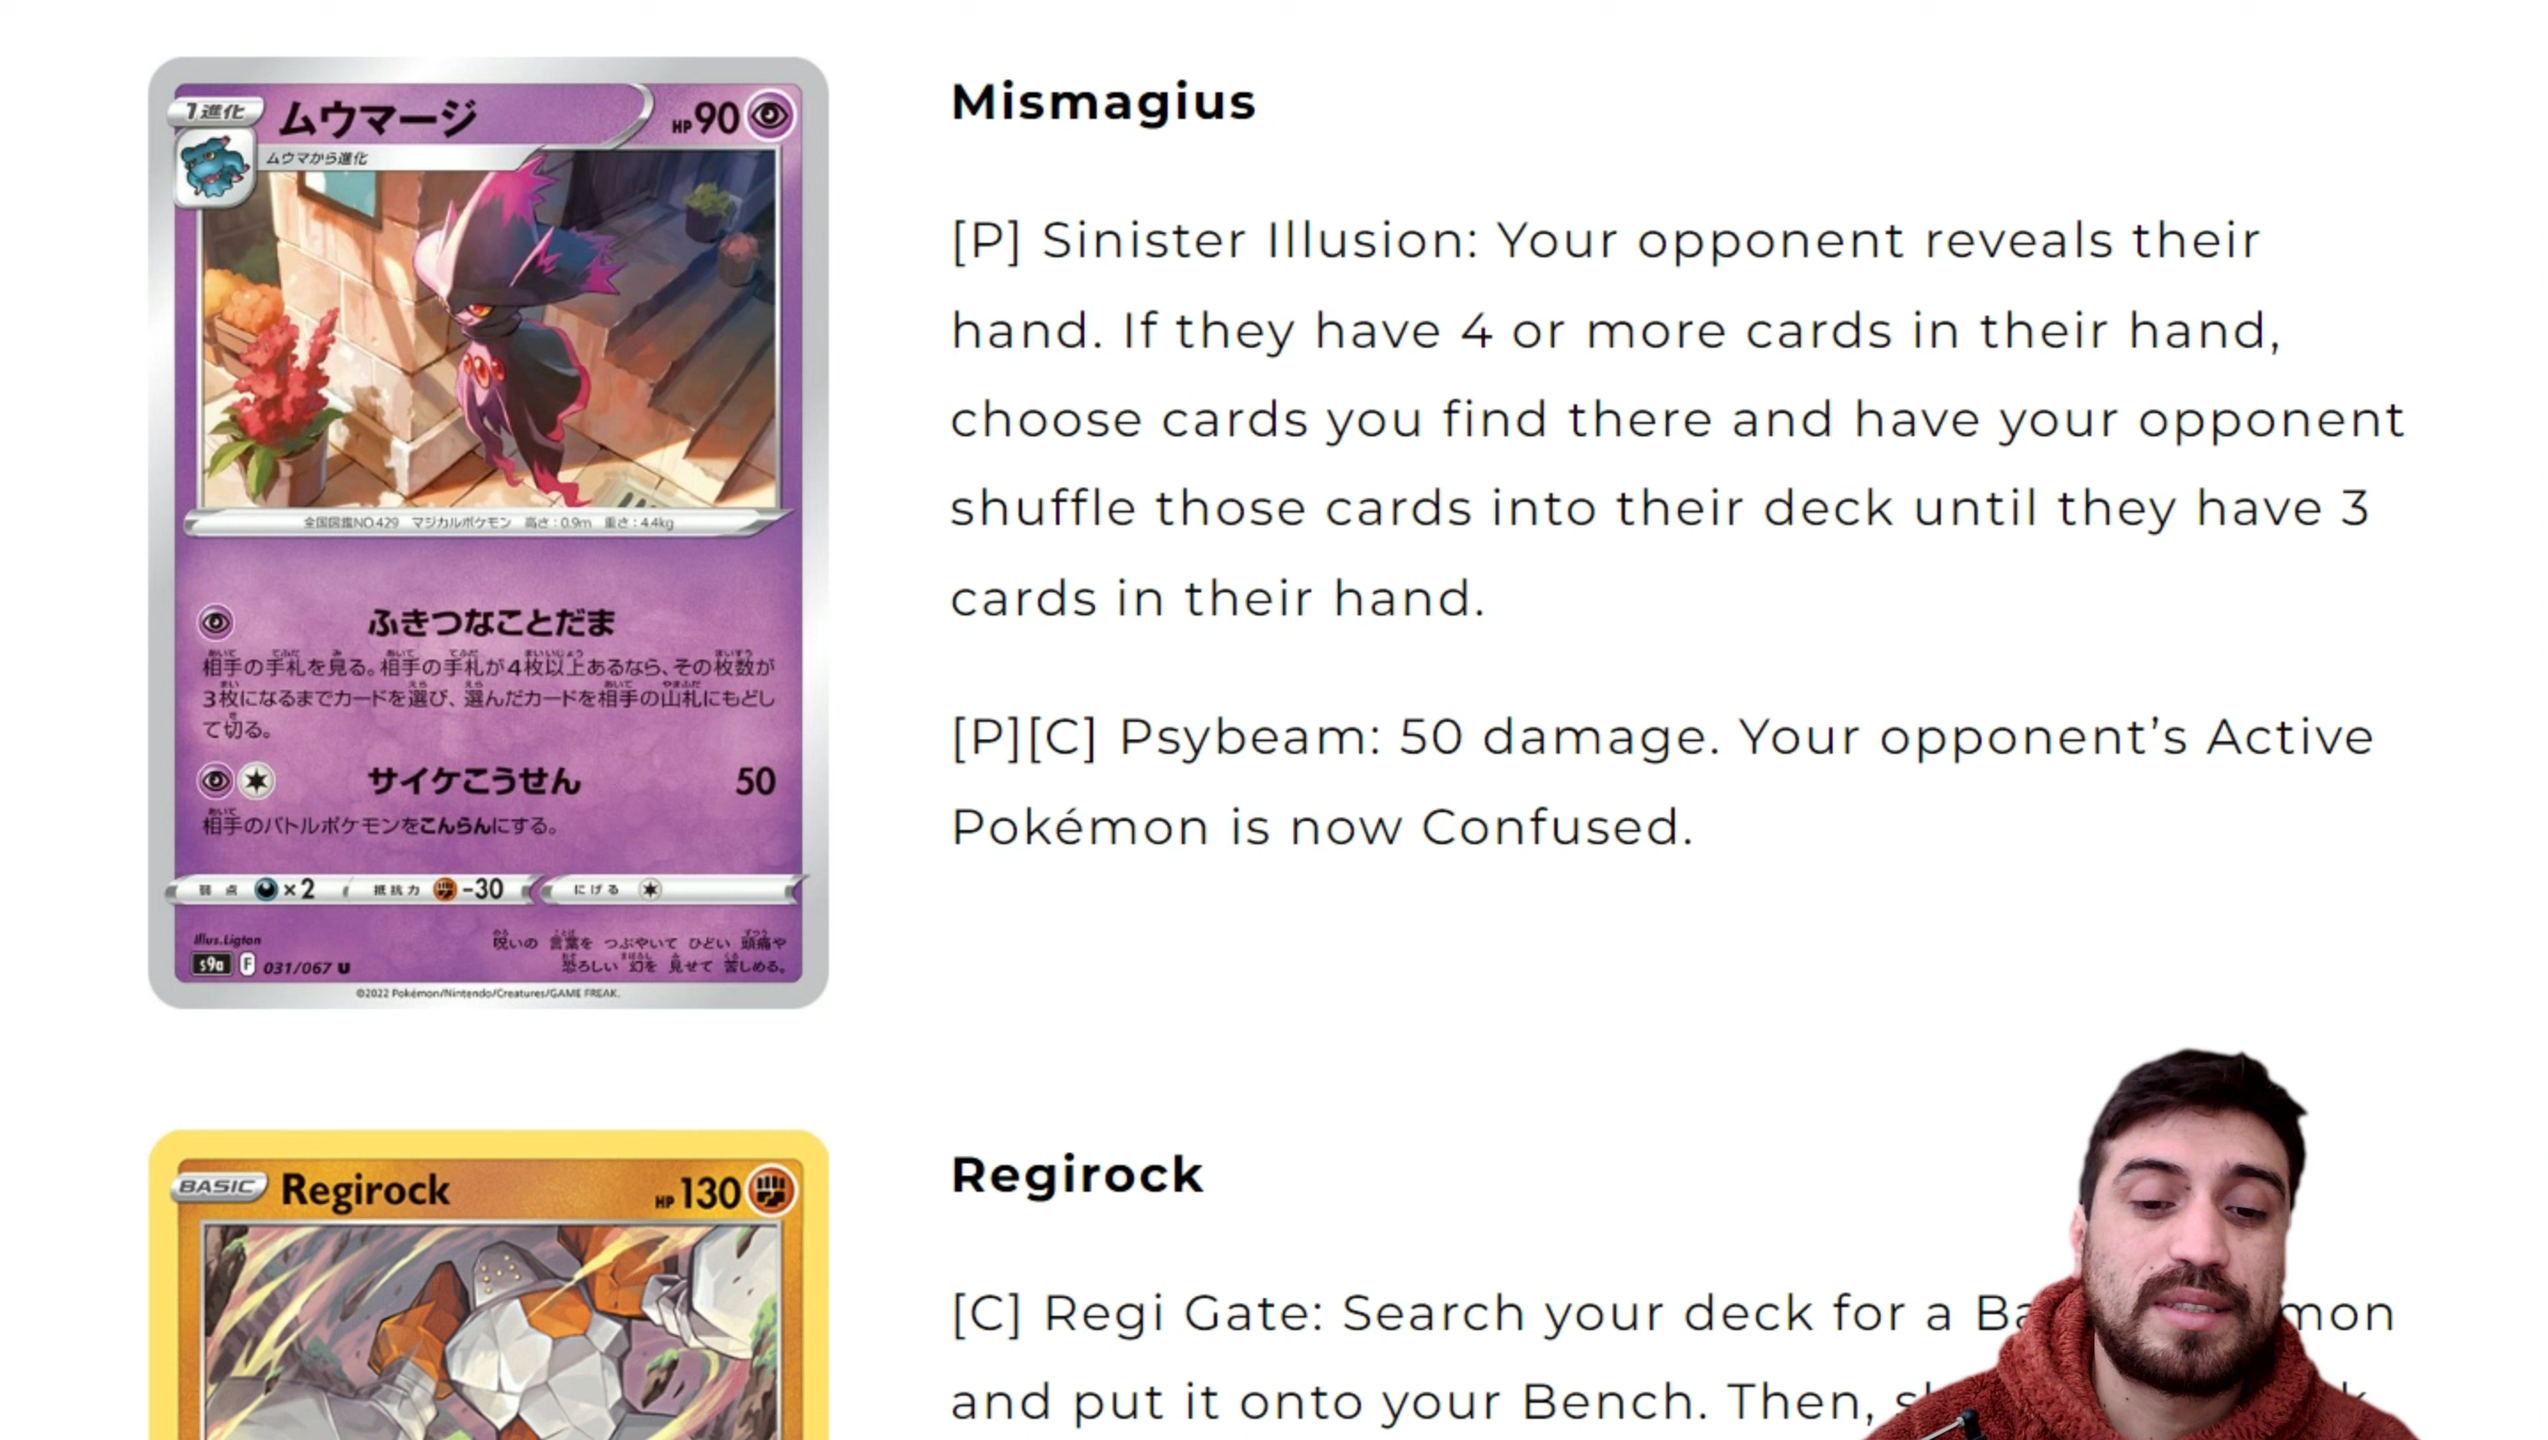 1進化
ムウマージ
HP90
ムウマから進化
全国図鑑NO.429 マジカルポケモン 高さ:0.9m 重さ:4.4kg
ふきつなことだま
相手の手札を見る。相手の手札が4枚以上あるなら、その枚数が
3枚になるまでカードを選び、選んだカードを相手の山札にもどし
て切る。
サイケこうせん 50
相手のバトルポケモンをこんらんにする。
弱点 ×2 抵抗力 -30 にげる
Illus.Ligton
呪いの 言葉を つぶやいて ひどい 頭痛や
恐ろしい 幻を 見せて 苦しめる。
s9a F 031/067 U
©2022 Pokémon/Nintendo/Creatures/GAME FREAK.
Mismagius
[P] Sinister Illusion: Your opponent reveals their
hand. If they have 4 or more cards in their hand,
choose cards you find there and have your opponent
shuffle those cards into their deck until they have 3
cards in their hand.
[P][C] Psybeam: 50 damage. Your opponent’s Active
Pokémon is now Confused.
BASIC
Regirock
HP130
Regirock
[C] Regi Gate: Search your deck for a
and put it onto your Bench. Then,